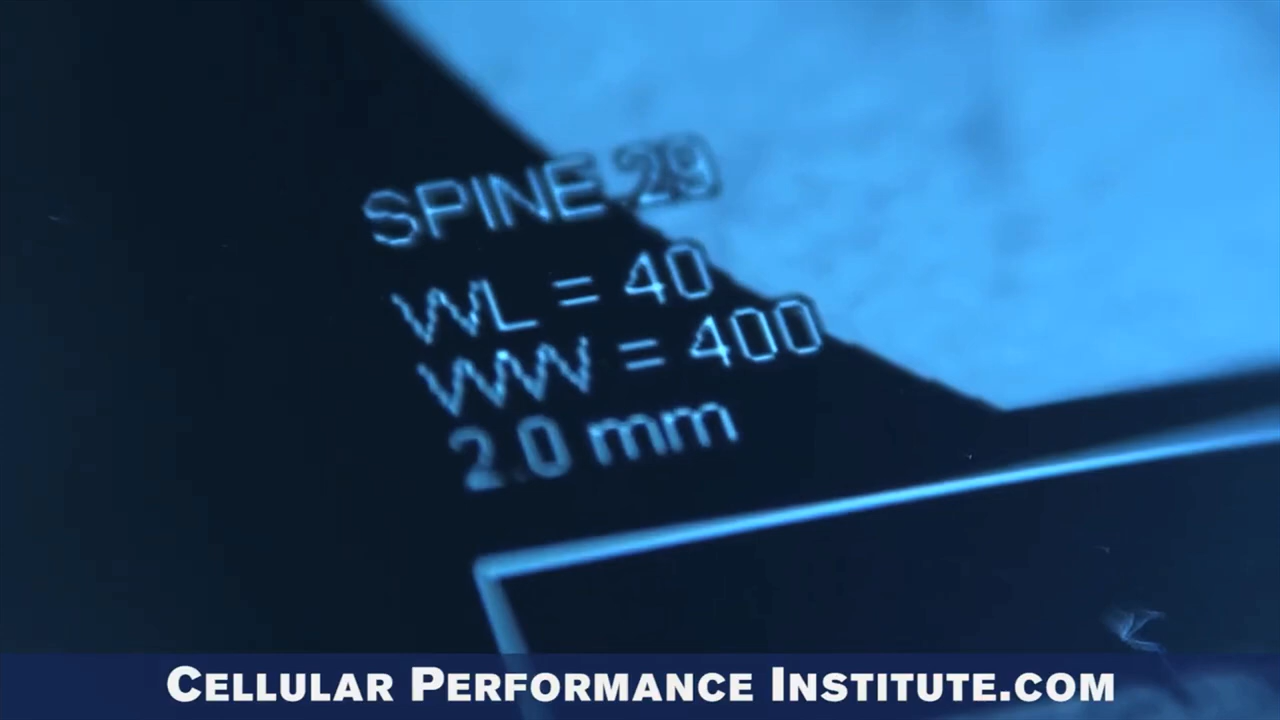 SPINE 29
WL = 40
WW = 400
2.0 mm
CELLULAR PERFORMANCE INSTITUTE.COM